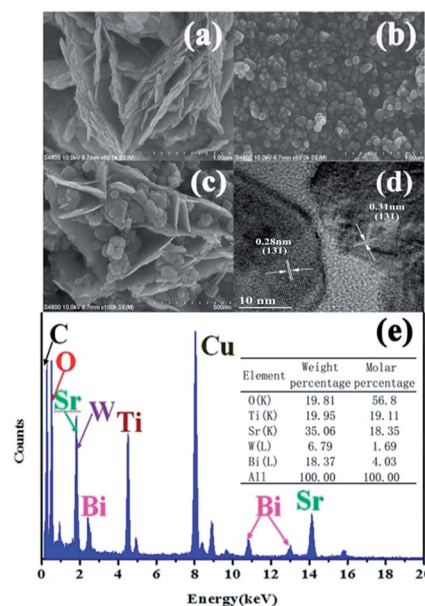 (a)
(b)
S4800 10.0kV 8.7mm x50.0k SE(M) 1.00um
S4800 10.0kV 8.7mm x50.0k SE(M) 1.00um
(c)
(d)
0.31nm
(131)
0.28nm
(131)
10 nm
S4800 10.0kV 8.7mm x100k SE(M) 500nm
(e)
C
O
Sr
W
Ti
Cu
Bi
Bi
Sr
Element Weight percentage Molar percentage
O(K) 19.81 56.8
Ti(K) 19.95 19.11
Sr(K) 35.06 18.35
W(L) 6.79 1.69
Bi(L) 18.37 4.03
All 100.00 100.00
Counts
0 2 4 6 8 10 12 14 16 18 20
Energy(keV)